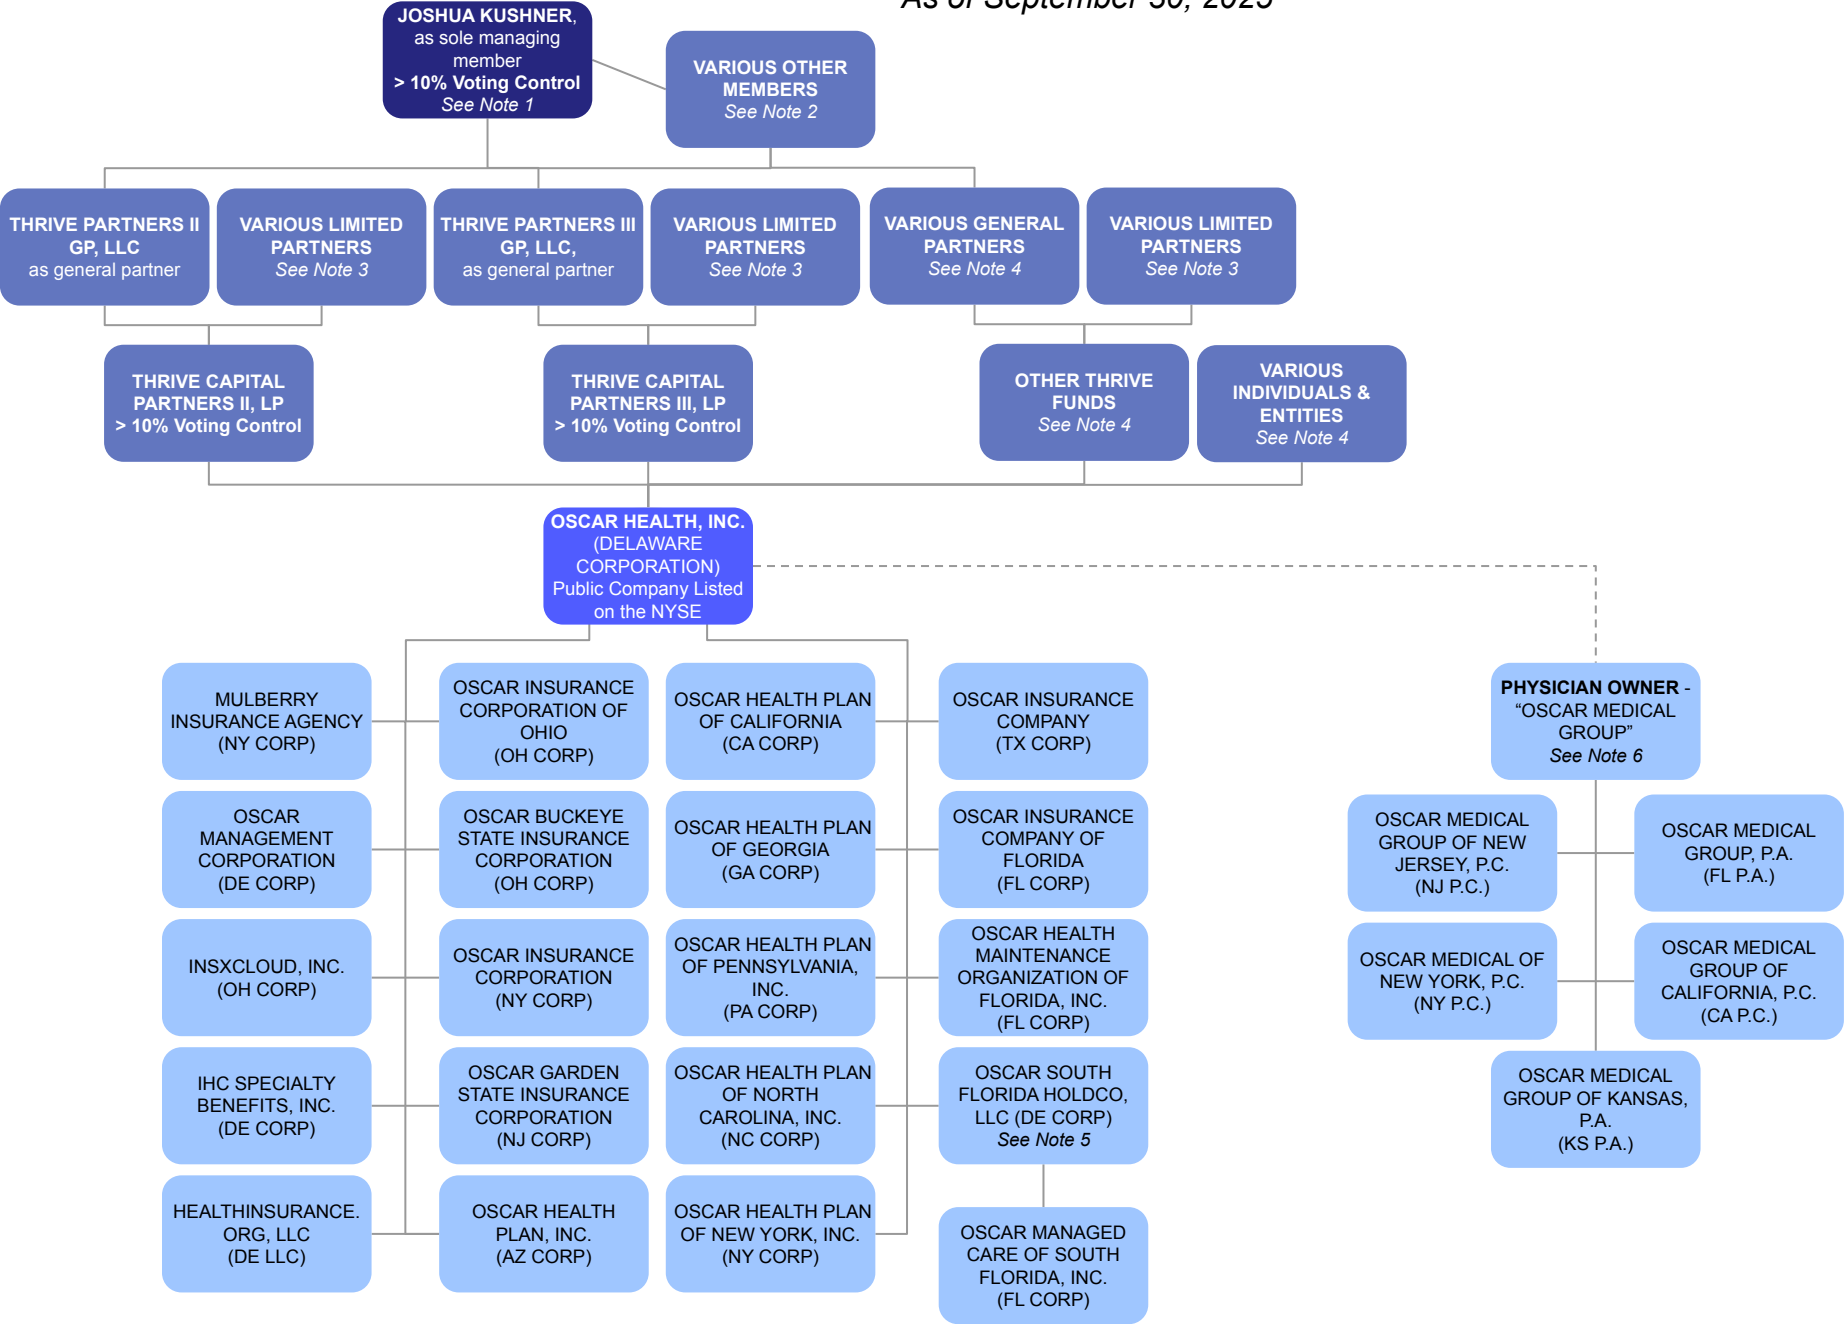 As of September 30, 2025
JOSHUA KUSHNER,
as sole managing
member
> 10% Voting Control
See Note 1
VARIOUS OTHER
MEMBERS
See Note 2
THRIVE PARTNERS II
GP, LLC
as general partner
VARIOUS LIMITED
PARTNERS
See Note 3
THRIVE PARTNERS III
GP, LLC,
as general partner
VARIOUS LIMITED
PARTNERS
See Note 3
VARIOUS GENERAL
PARTNERS
See Note 4
VARIOUS LIMITED
PARTNERS
See Note 3
THRIVE CAPITAL
PARTNERS II, LP
> 10% Voting Control
THRIVE CAPITAL
PARTNERS III, LP
> 10% Voting Control
OTHER THRIVE
FUNDS
See Note 4
VARIOUS
INDIVIDUALS &
ENTITIES
See Note 4
OSCAR HEALTH, INC.
(DELAWARE
CORPORATION)
Public Company Listed
on the NYSE
MULBERRY
INSURANCE AGENCY
(NY CORP)
OSCAR INSURANCE
CORPORATION OF
OHIO
(OH CORP)
OSCAR HEALTH PLAN
OF CALIFORNIA
(CA CORP)
OSCAR INSURANCE
COMPANY
(TX CORP)
PHYSICIAN OWNER -
“OSCAR MEDICAL
GROUP”
See Note 6
OSCAR
MANAGEMENT
CORPORATION
(DE CORP)
OSCAR BUCKEYE
STATE INSURANCE
CORPORATION
(OH CORP)
OSCAR HEALTH PLAN
OF GEORGIA
(GA CORP)
OSCAR INSURANCE
COMPANY OF
FLORIDA
(FL CORP)
OSCAR MEDICAL
GROUP OF NEW
JERSEY, P.C.
(NJ P.C.)
OSCAR MEDICAL
GROUP, P.A.
(FL P.A.)
INSXCLOUD, INC.
(OH CORP)
OSCAR INSURANCE
CORPORATION
(NY CORP)
OSCAR HEALTH PLAN
OF PENNSYLVANIA,
INC.
(PA CORP)
OSCAR HEALTH
MAINTENANCE
ORGANIZATION OF
FLORIDA, INC.
(FL CORP)
OSCAR MEDICAL OF
NEW YORK, P.C.
(NY P.C.)
OSCAR MEDICAL
GROUP OF
CALIFORNIA, P.C.
(CA P.C.)
IHC SPECIALTY
BENEFITS, INC.
(DE CORP)
OSCAR GARDEN
STATE INSURANCE
CORPORATION
(NJ CORP)
OSCAR HEALTH PLAN
OF NORTH
CAROLINA, INC.
(NC CORP)
OSCAR SOUTH
FLORIDA HOLDCO,
LLC (DE CORP)
See Note 5
OSCAR MEDICAL
GROUP OF KANSAS,
P.A.
(KS P.A.)
HEALTHINSURANCE.
ORG, LLC
(DE LLC)
OSCAR HEALTH
PLAN, INC.
(AZ CORP)
OSCAR HEALTH PLAN
OF NEW YORK, INC.
(NY CORP)
OSCAR MANAGED
CARE OF SOUTH
FLORIDA, INC.
(FL CORP)